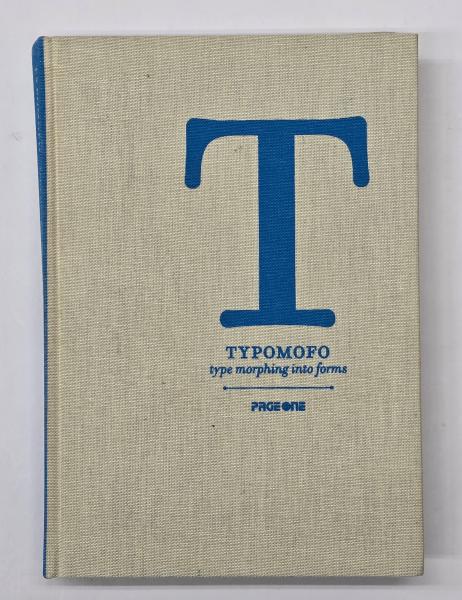 T
TYPOMOFO
type morphing into forms
PAGE ONE